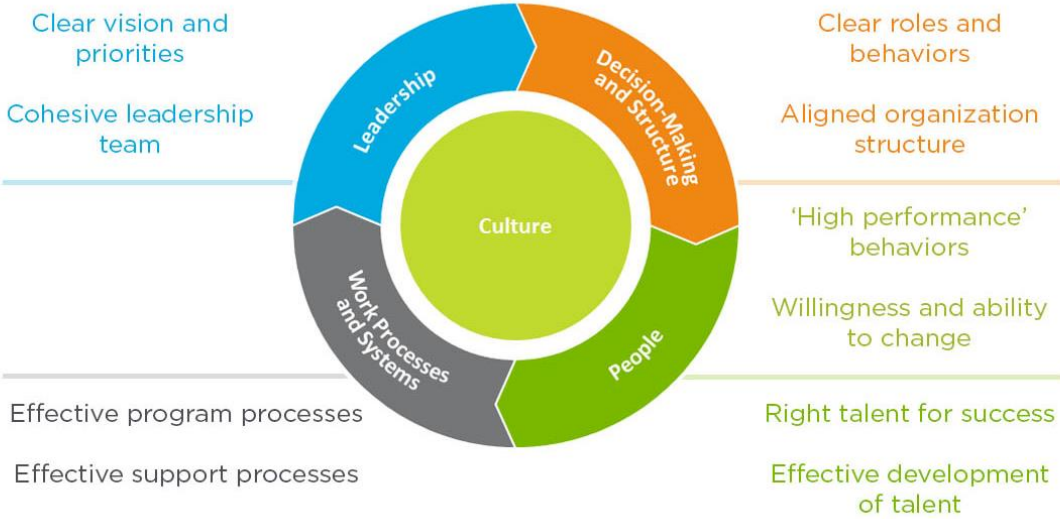 Clear vision and
priorities
Cohesive leadership
team
Leadership
Decision-Making
and Structure
Clear roles and
behaviors
Aligned organization
structure
Culture
‘High performance’
behaviors
Willingness and ability
to change
Work Processes
and Systems
People
Effective program processes
Effective support processes
Right talent for success
Effective development
of talent